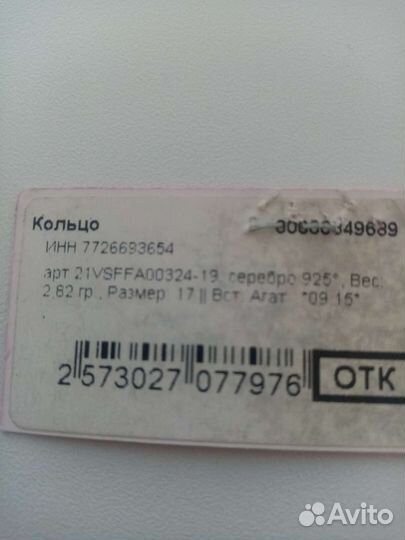 Кольцо 30000349689
ИНН 7726693654
арт 21VSFFA00324-19, серебро 925°, Вес:
2,62 гр., Размер: 17 || Вст: Агат; "09.15"
2 573027 077976 ОТК
Avito